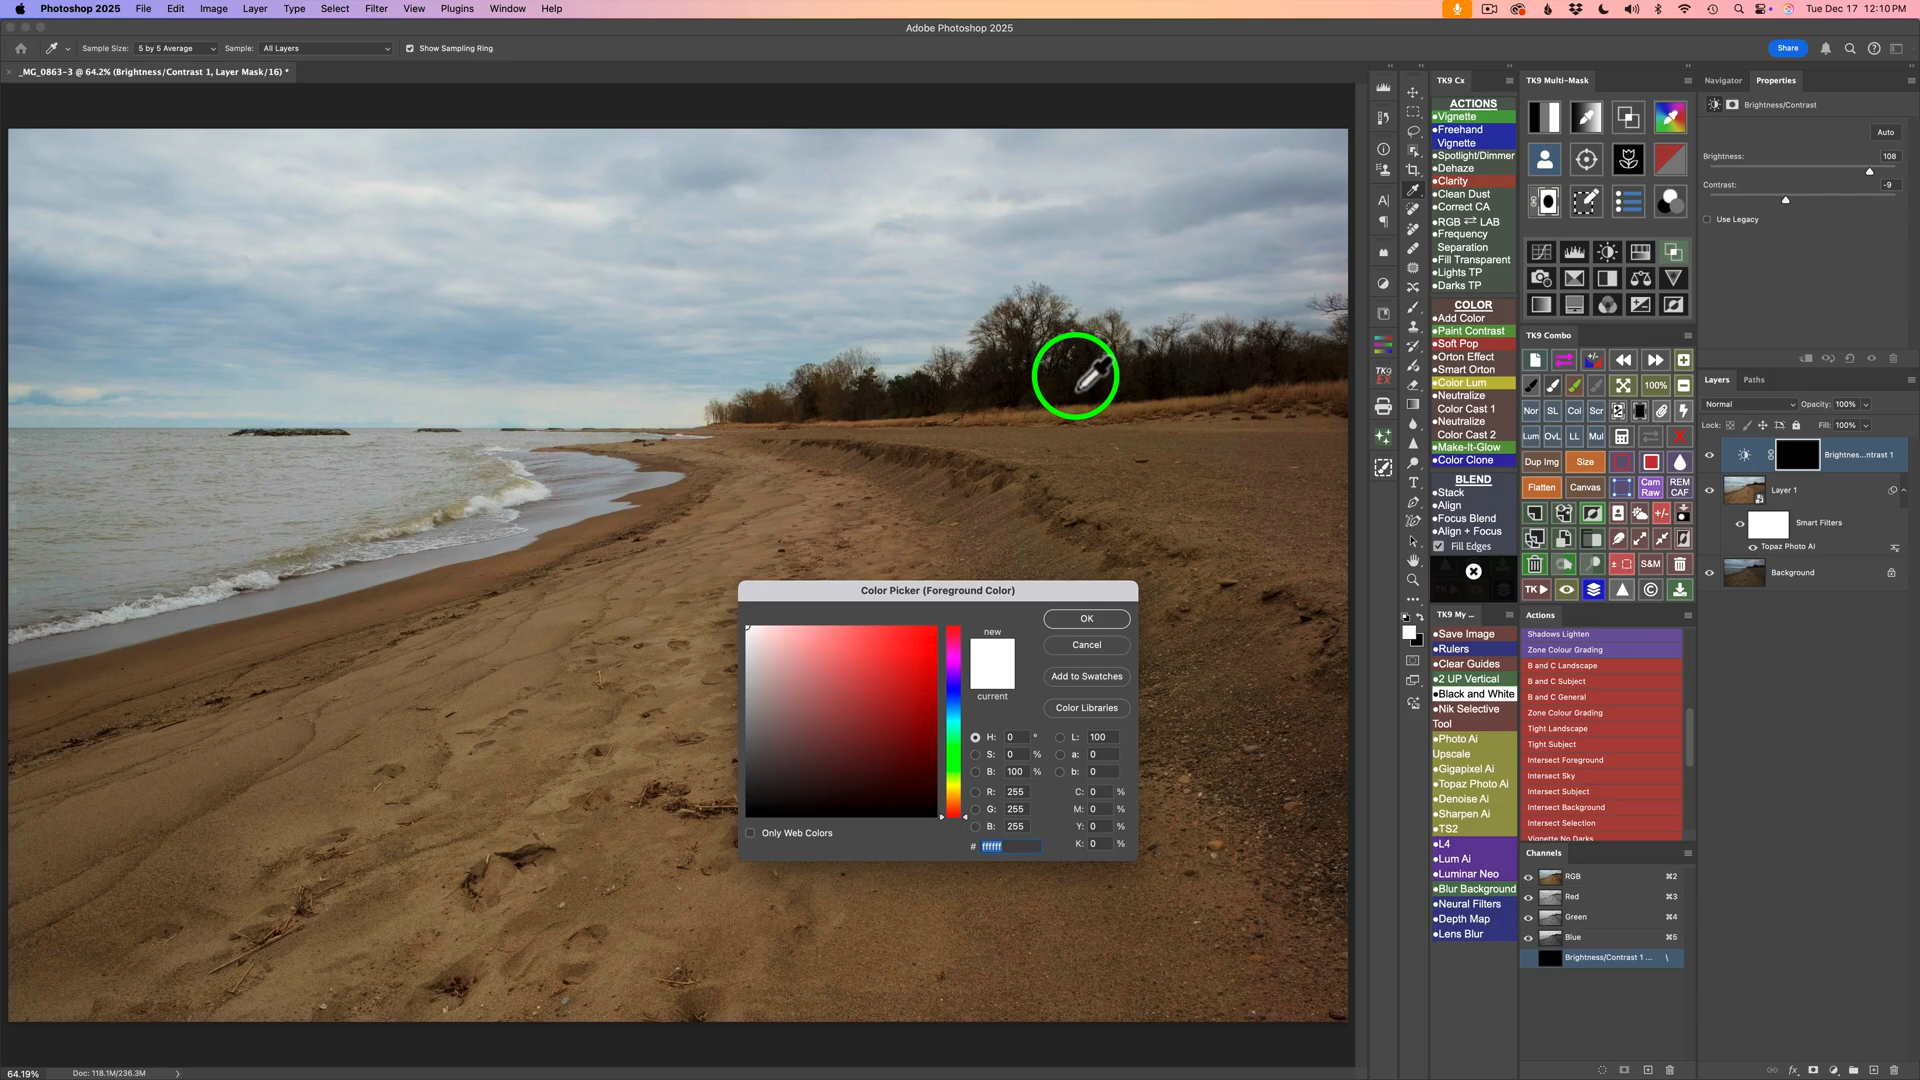 Photoshop 2025 File Edit Image Layer Type Select Filter View Plugins Window Help
Tue Dec 17 12:10 PM
Adobe Photoshop 2025
Sample Size: 5 by 5 Average Sample: All Layers Show Sampling Ring
Share
_MG_0863-3 @ 64.2% (Brightness/Contrast 1, Layer Mask/16) *
TK9 Cx
ACTIONS
Vignette
Freehand
Vignette
Spotlight/Dimmer
Dehaze
Clarity
Clean Dust
Correct CA
RGB ⇄ LAB
Frequency
Separation
Fill Transparent
Lights TP
Darks TP
COLOR
Add Color
Paint Contrast
Soft Pop
Orton Effect
Smart Orton
Color Lum
Neutralize
Color Cast 1
Neutralize
Color Cast 2
Make-It-Glow
Color Clone
BLEND
Stack
Align
Focus Blend
Align + Focus
Fill Edges
TK9 My ...
Save Image
Rulers
Clear Guides
2 UP Vertical
Black and White
Nik Selective
Tool
Photo Ai
Upscale
Gigapixel Ai
Topaz Photo Ai
Denoise Ai
Sharpen Ai
TS2
L4
Lum Ai
Luminar Neo
Blur Background
Neural Filters
Depth Map
Lens Blur
TK9 Multi-Mask
TK9 Combo
100%
Nor SL Col Scr
Lum OvL LL Mul
Dup Img Size
Flatten Canvas Cam Raw REM CAF
S&M
TK
TK9 EX
Actions
Shadows Lighten
Zone Colour Grading
B and C Landscape
B and C Subject
B and C General
Zone Colour Grading
Tight Landscape
Tight Subject
Intersect Foreground
Intersect Sky
Intersect Subject
Intersect Background
Intersect Selection
Vignette No Darks
Channels
RGB ⌘2
Red ⌘3
Green ⌘4
Blue ⌘5
Brightness/Contrast 1 ... \
Navigator Properties
Brightness/Contrast
Auto
Brightness: 108
Contrast: -9
Use Legacy
Layers Paths
Normal Opacity: 100%
Lock: Fill: 100%
Brightnes...ntrast 1
Layer 1
Smart Filters
Topaz Photo AI
Background
Color Picker (Foreground Color)
new
current
OK
Cancel
Add to Swatches
Color Libraries
H: 0 ° L: 100
S: 0 % a: 0
B: 100 % b: 0
R: 255 C: 0 %
G: 255 M: 0 %
B: 255 Y: 0 %
# ffffff K: 0 %
Only Web Colors
64.19% Doc: 118.1M/236.3M